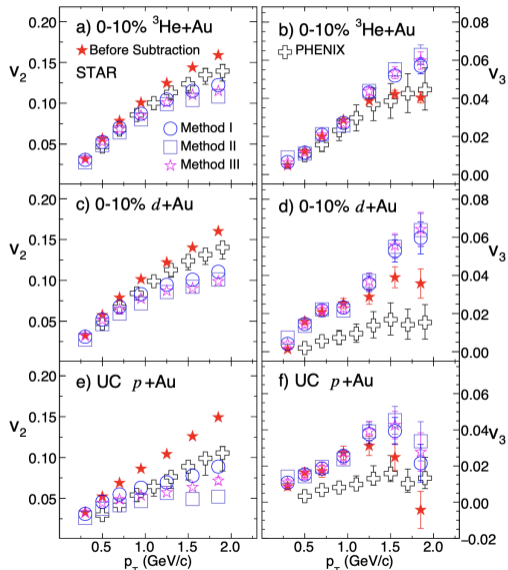 a) 0-10% ³He+Au
★ Before Subtraction
STAR
Method I
Method II
Method III
v₂
0.20
0.15
0.10
0.05
b) 0-10% ³He+Au
PHENIX
v₃
0.08
0.06
0.04
0.02
0.00
c) 0-10% d+Au
v₂
0.20
0.15
0.10
0.05
d) 0-10% d+Au
v₃
0.08
0.06
0.04
0.02
0.00
e) UC p+Au
v₂
0.20
0.15
0.10
0.05
0.5 1.0 1.5 2.0
p_T (GeV/c)
f) UC p+Au
v₃
0.06
0.04
0.02
0.00
-0.02
0.5 1.0 1.5 2.0
p_T (GeV/c)